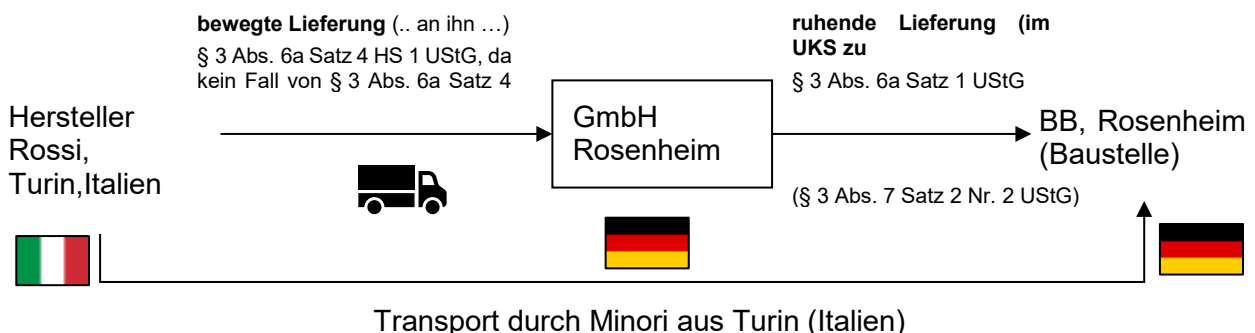 bewegte Lieferung (.. an ihn …)
§ 3 Abs. 6a Satz 4 HS 1 UStG, da
kein Fall von § 3 Abs. 6a Satz 4
ruhende Lieferung (im
UKS zu
§ 3 Abs. 6a Satz 1 UStG
Hersteller
Rossi,
Turin,Italien
GmbH
Rosenheim
BB, Rosenheim
(Baustelle)
(§ 3 Abs. 7 Satz 2 Nr. 2 UStG)
Transport durch Minori aus Turin (Italien)